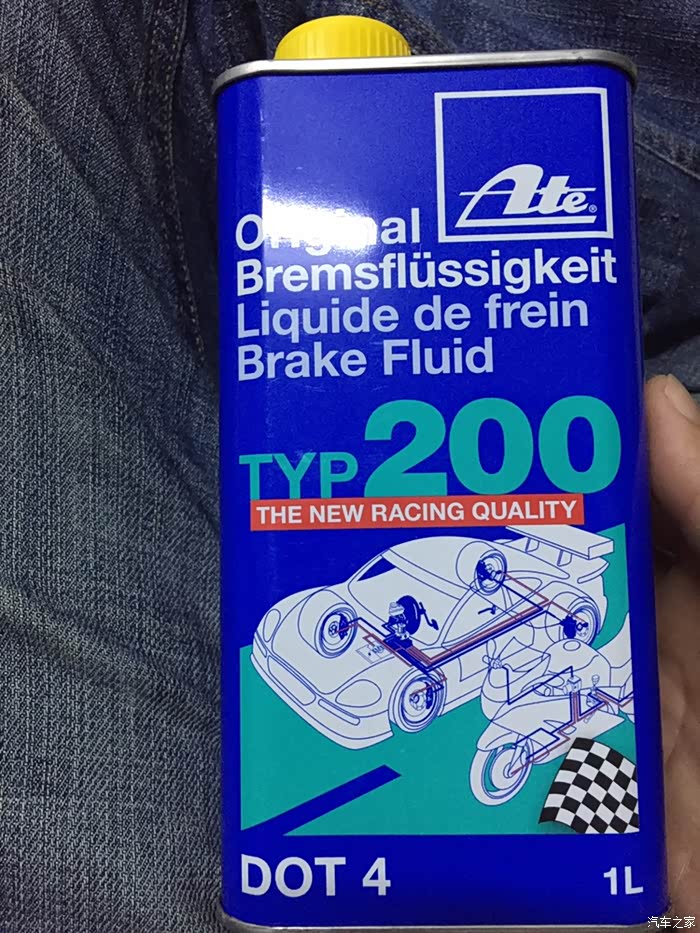 Ate®
Original
Bremsflüssigkeit
Liquide de frein
Brake Fluid
TYP 200
THE NEW RACING QUALITY
DOT 4
1L
汽车之家